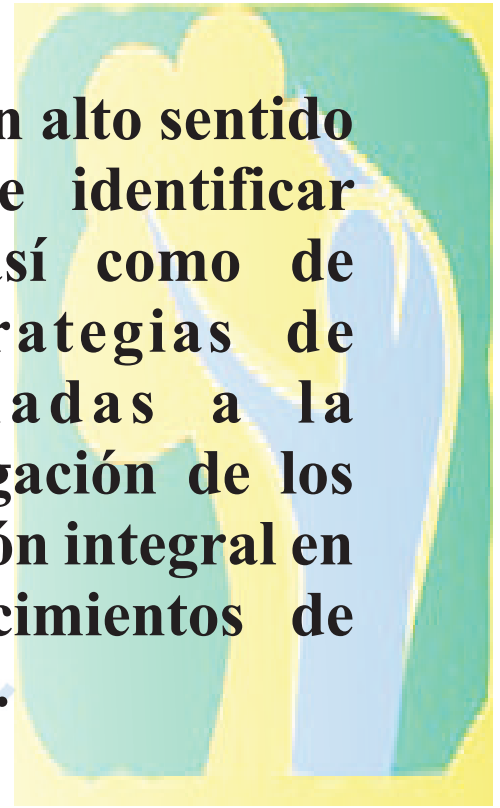 n alto sentido
e identificar
así como de
rategias de
adas a la
gación de los
ón integral en
cimientos de
.